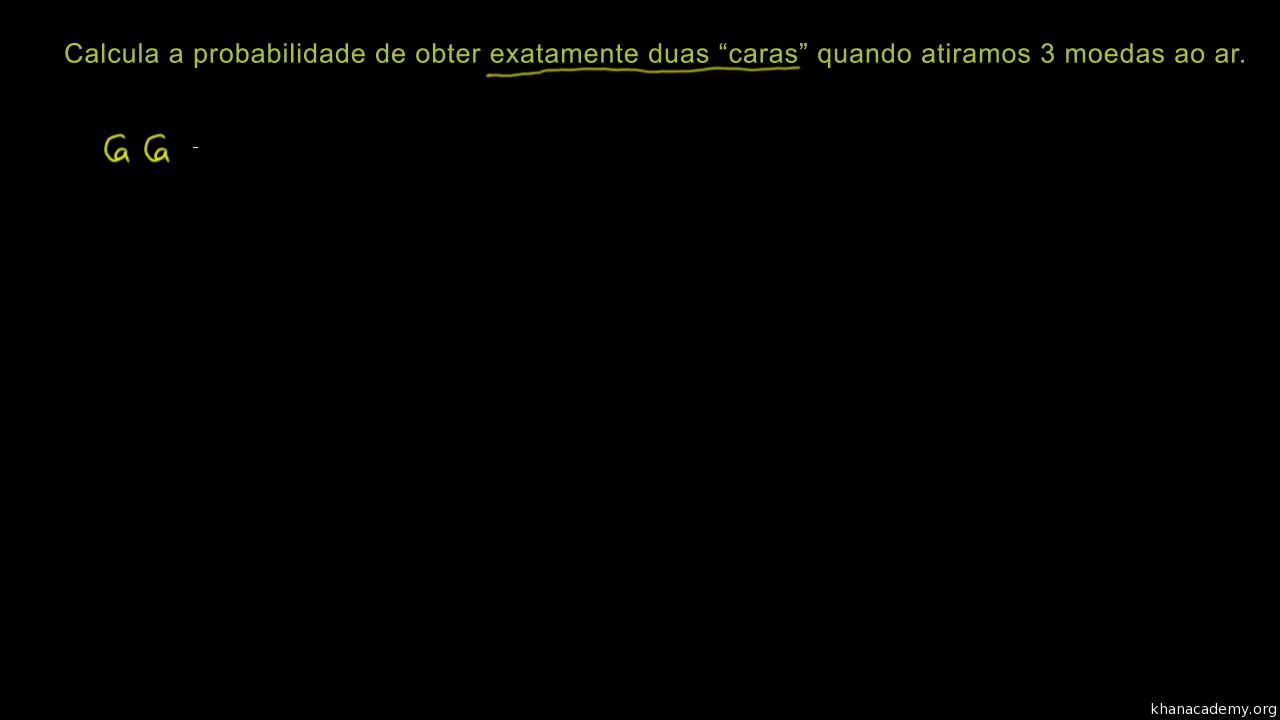 Calcula a probabilidade de obter exatamente duas “caras” quando atiramos 3 moedas ao ar.
Ca Ca
khanacademy.org